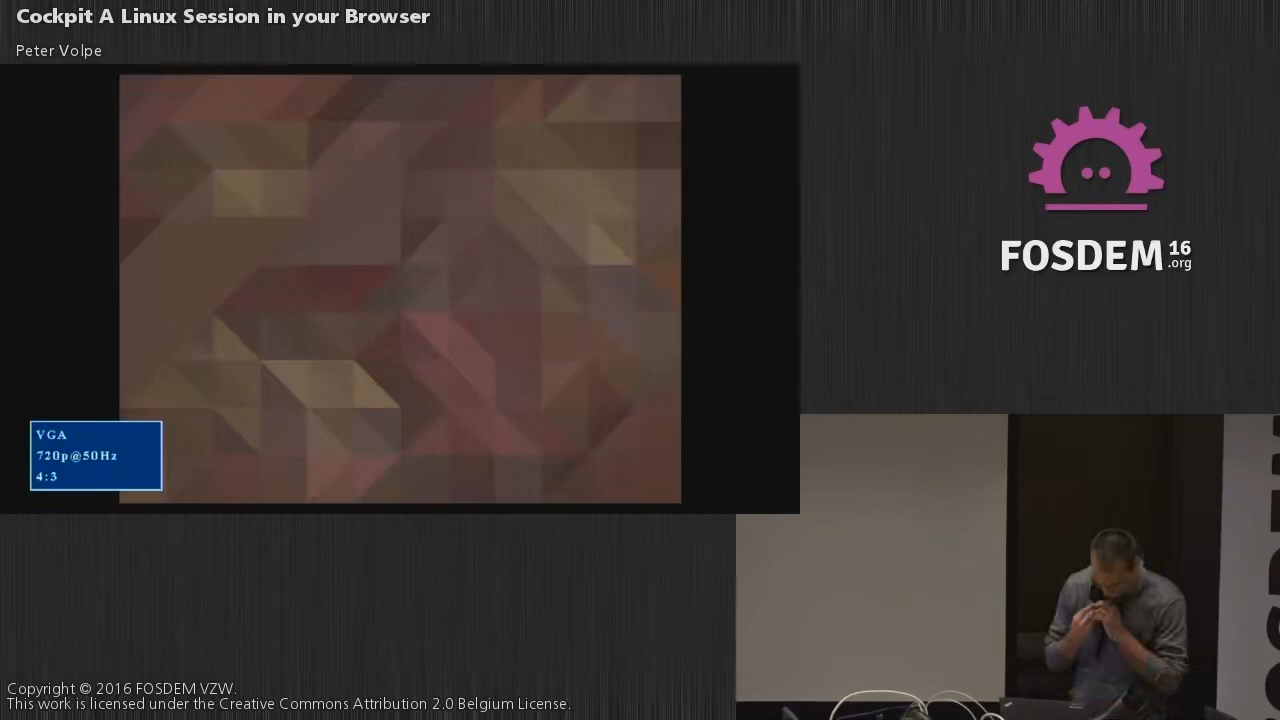 Cockpit A Linux Session in your Browser
Peter Volpe
FOSDEM 16
.org
VGA
720p@50Hz
4:3
Copyright © 2016 FOSDEM VZW.
This work is licensed under the Creative Commons Attribution 2.0 Belgium License.